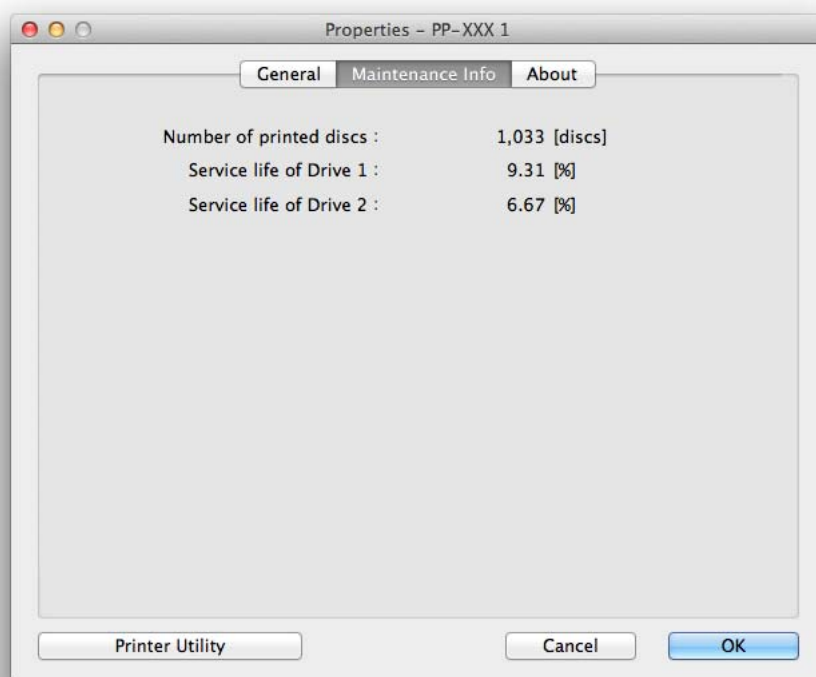 Properties – PP-XXX 1
General Maintenance Info About
Number of printed discs : 1,033 [discs]
Service life of Drive 1 : 9.31 [%]
Service life of Drive 2 : 6.67 [%]
Printer Utility Cancel OK